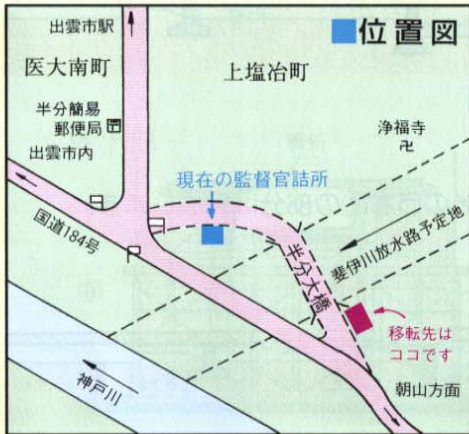 ■位置図
出雲市駅
医大南町
上塩冶町
半分簡易
郵便局
出雲市内
浄福寺
卍
現在の監督官詰所
国道184号
半分大橋
斐伊川放水路予定地
移転先は
ココです
神戸川
朝山方面